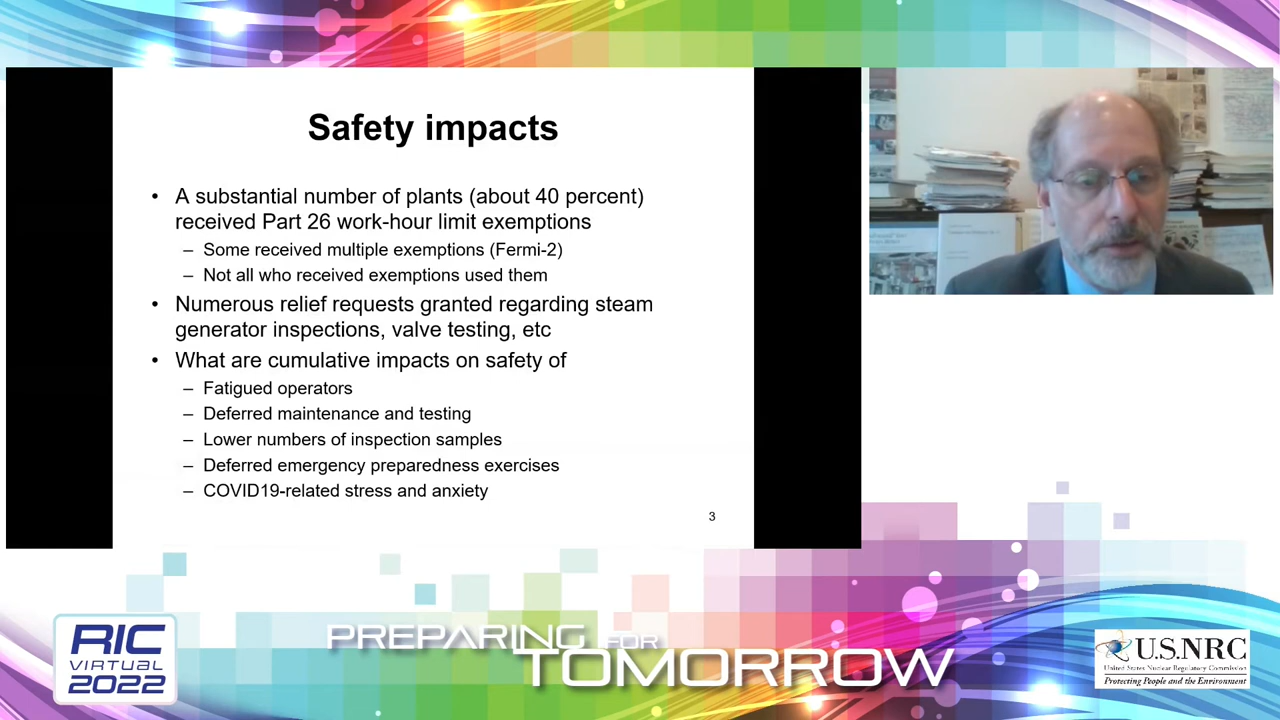 Safety impacts
• A substantial number of plants (about 40 percent)
received Part 26 work-hour limit exemptions
– Some received multiple exemptions (Fermi-2)
– Not all who received exemptions used them
• Numerous relief requests granted regarding steam
generator inspections, valve testing, etc
• What are cumulative impacts on safety of
– Fatigued operators
– Deferred maintenance and testing
– Lower numbers of inspection samples
– Deferred emergency preparedness exercises
– COVID19-related stress and anxiety
3
RIC
VIRTUAL
2022
PREPARING FOR
TOMORROW
U.S.NRC
United States Nuclear Regulatory Commission
Protecting People and the Environment